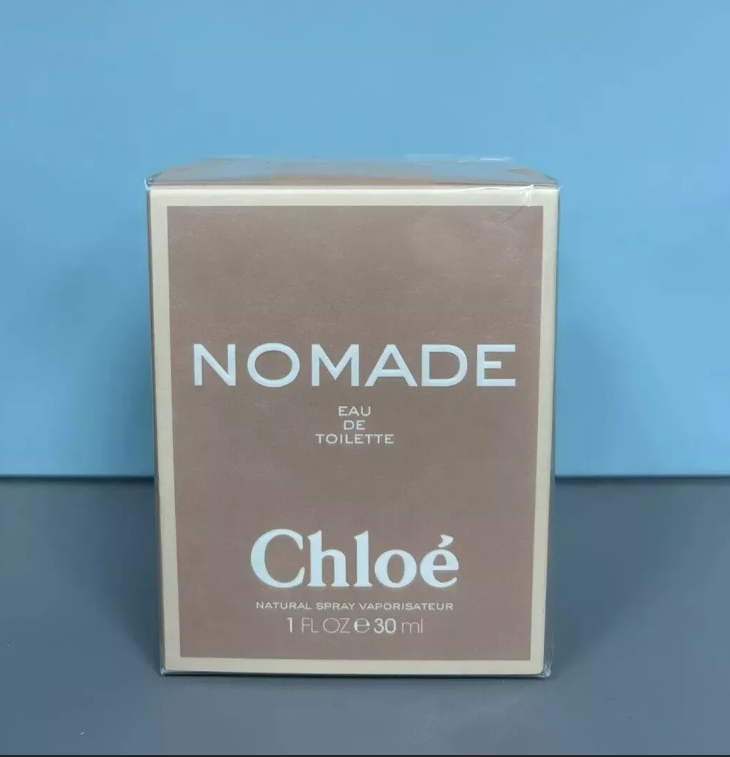 NOMADE
EAU
DE
TOILETTE
Chloé
NATURAL SPRAY VAPORISATEUR
1 FL OZ ℮ 30 ml